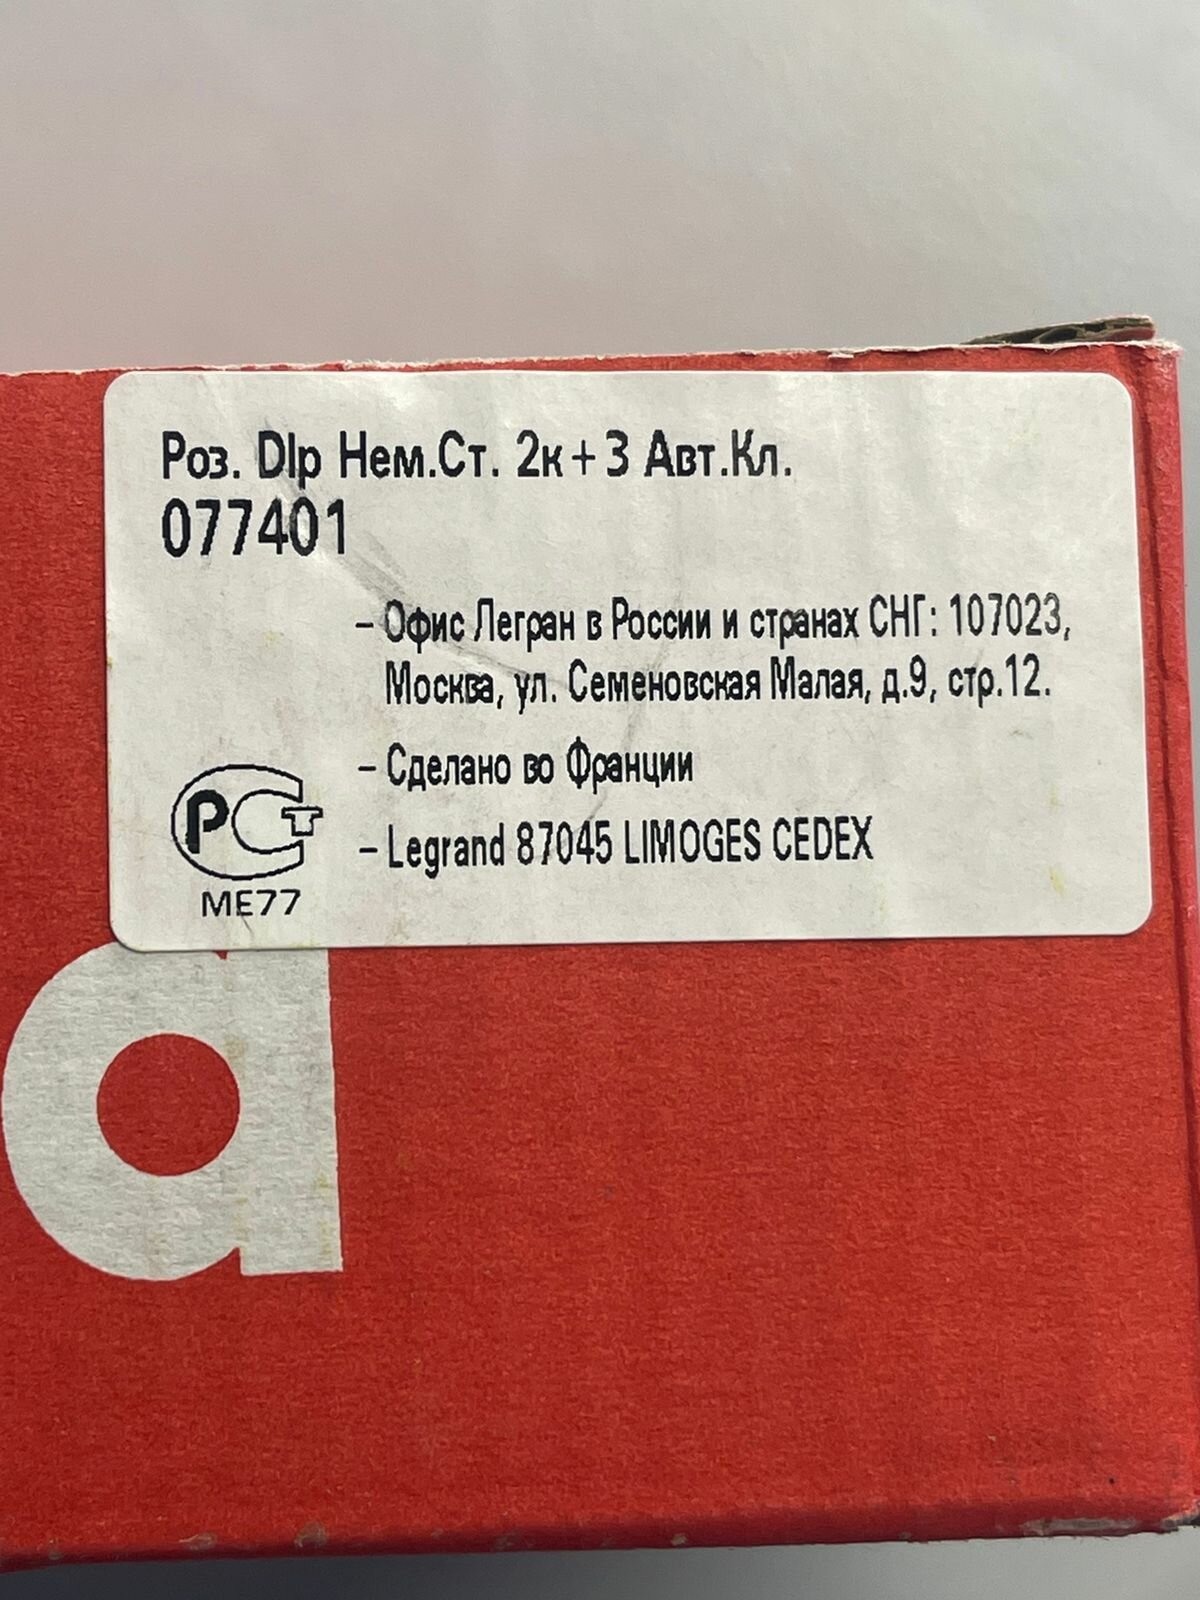 Роз. Dlp Нем.Ст. 2к+3 Авт.Кл.
077401
– Офис Легран в России и странах СНГ: 107023,
Москва, ул. Семеновская Малая, д.9, стр.12.
– Сделано во Франции
– Legrand 87045 LIMOGES CEDEX
РСТ
ME77